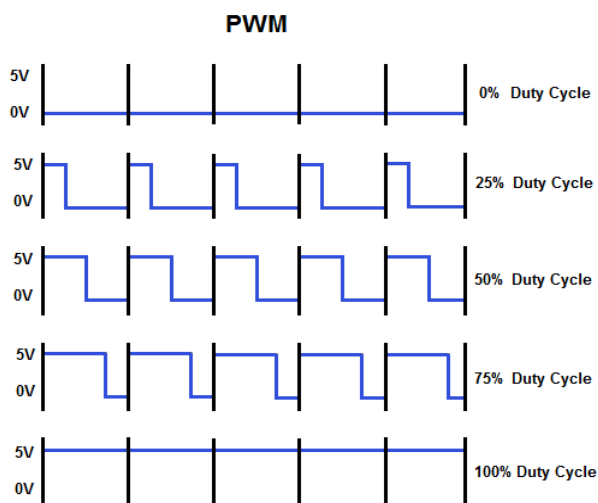 PWM
5V
0V
0% Duty Cycle
5V
0V
25% Duty Cycle
5V
0V
50% Duty Cycle
5V
0V
75% Duty Cycle
5V
0V
100% Duty Cycle